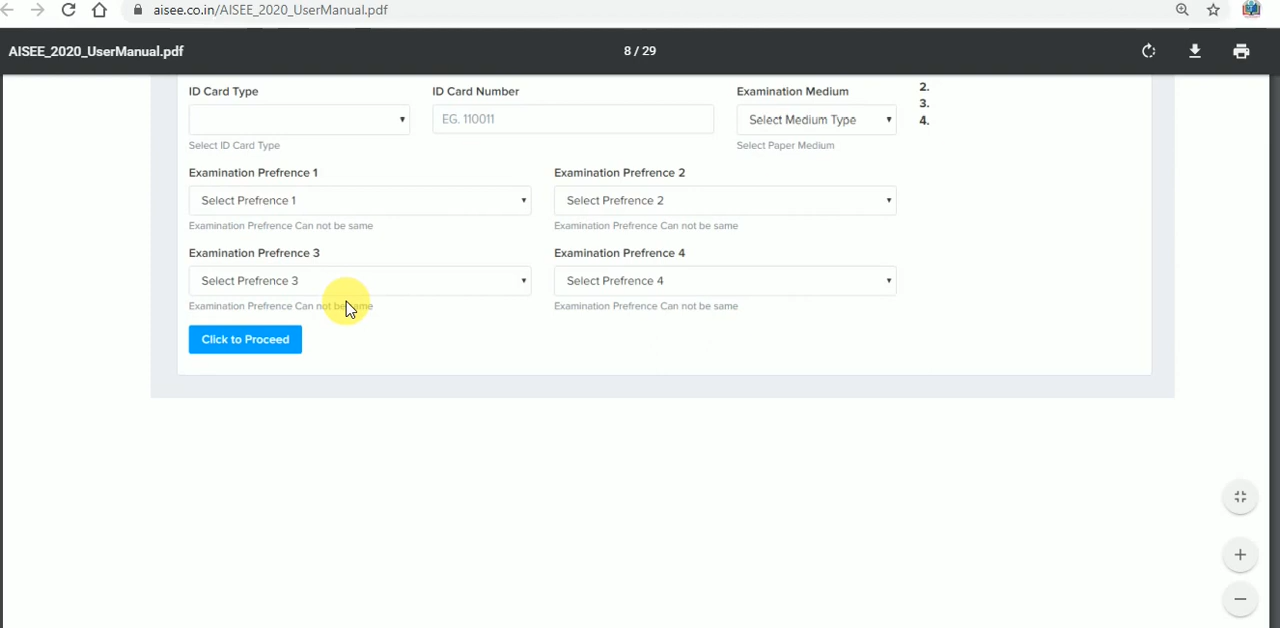 aisee.co.in/AISEE_2020_UserManual.pdf
AISEE_2020_UserManual.pdf
8 / 29
ID Card Type
ID Card Number
Examination Medium
2.
3.
4.
EG. 110011
Select Medium Type
Select ID Card Type
Select Paper Medium
Examination Prefrence 1
Examination Prefrence 2
Select Prefrence 1
Select Prefrence 2
Examination Prefrence Can not be same
Examination Prefrence Can not be same
Examination Prefrence 3
Examination Prefrence 4
Select Prefrence 3
Select Prefrence 4
Examination Prefrence Can not be same
Examination Prefrence Can not be same
Click to Proceed